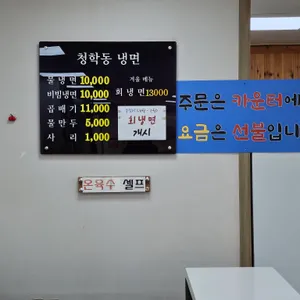 청학동 냉면
물냉면 10,000
비빔냉면 10,000
곱빼기 11,000
물만두 5,000
사리 1,000
겨울 메뉴
회냉면 13000
회냉면
개시
주문은 카운터에
요금은 선불입니
온육수 셀프